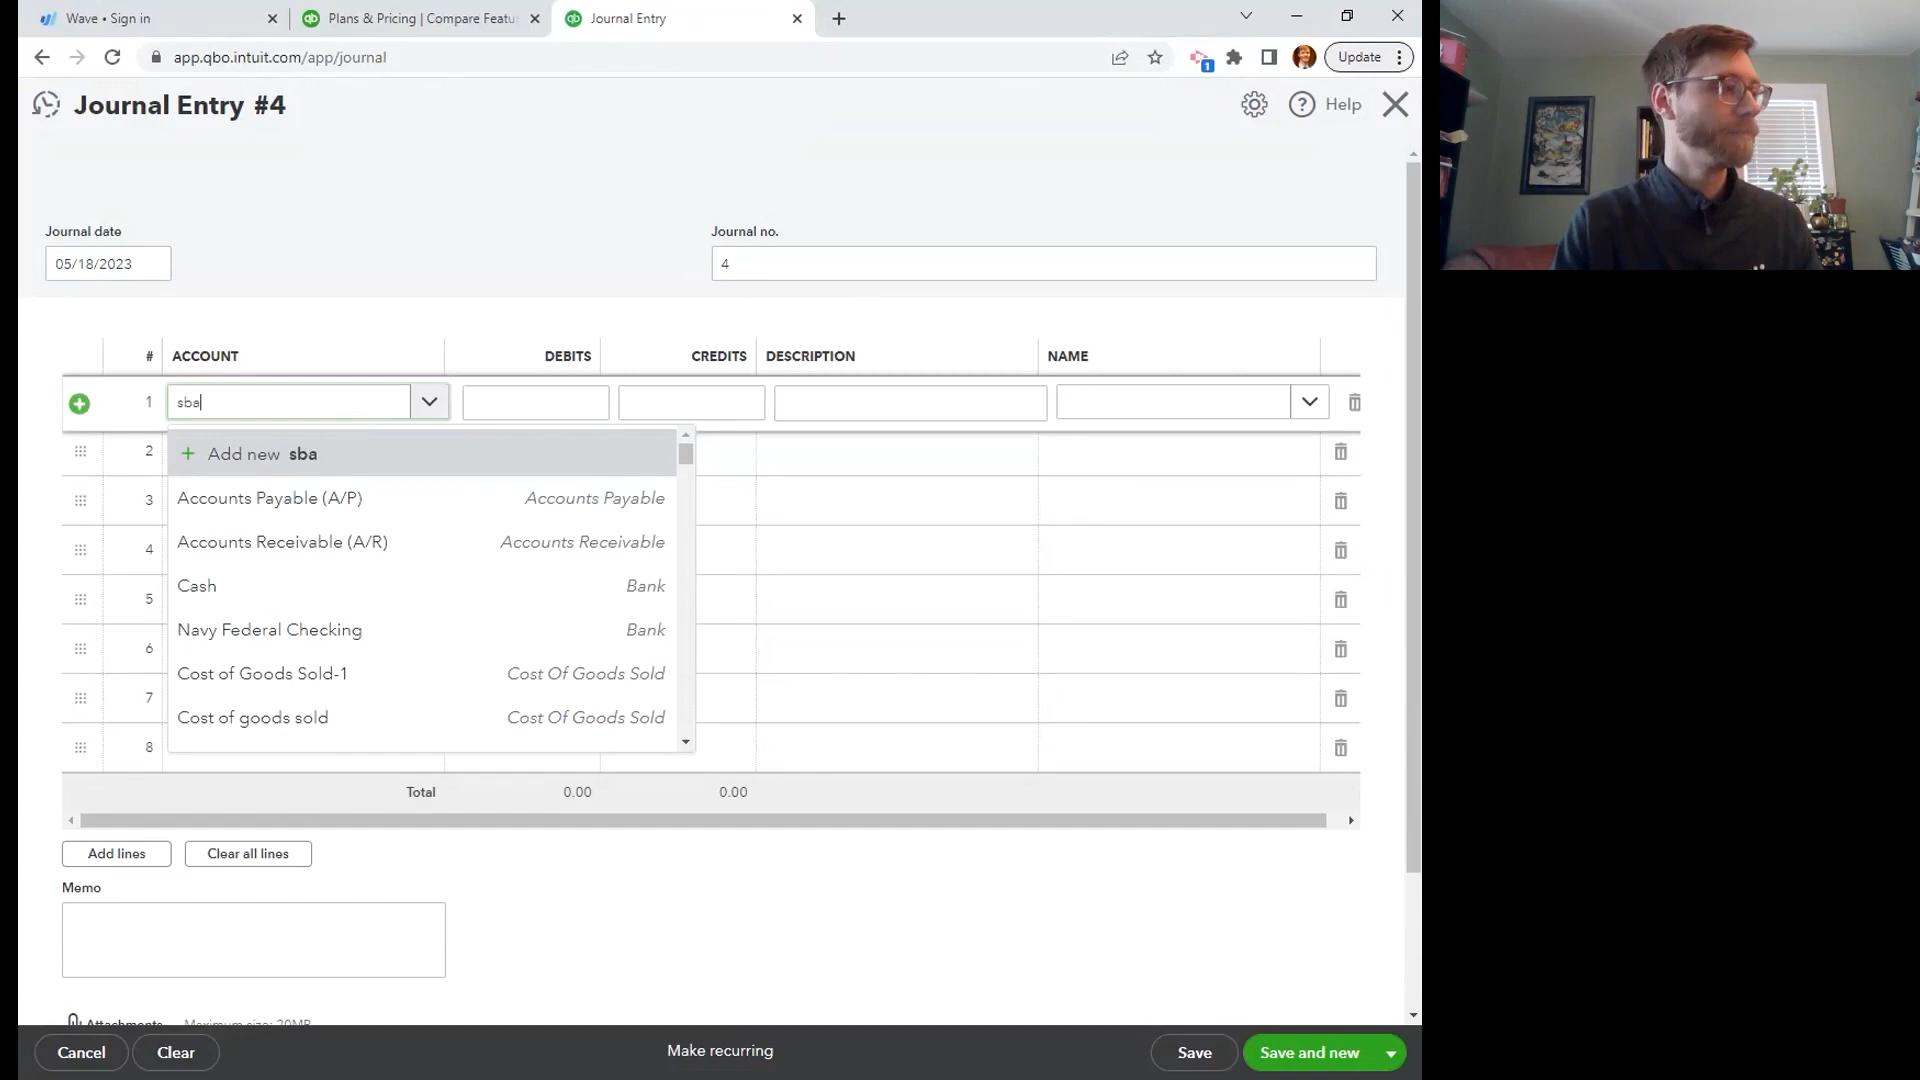 Wave • Sign in
Plans & Pricing | Compare Featu
Journal Entry
app.qbo.intuit.com/app/journal
1
Update
Journal Entry #4
Help
Journal date
Journal no.
05/18/2023
4
# ACCOUNT DEBITS CREDITS DESCRIPTION NAME
1 sba
2 + Add new sba
3 Accounts Payable (A/P) Accounts Payable
4 Accounts Receivable (A/R) Accounts Receivable
5 Cash Bank
6 Navy Federal Checking Bank
7 Cost of Goods Sold-1 Cost Of Goods Sold
8 Cost of goods sold Cost Of Goods Sold
Total 0.00 0.00
Add lines Clear all lines
Memo
Attachments Maximum size: 20MB
Cancel Clear Make recurring Save Save and new